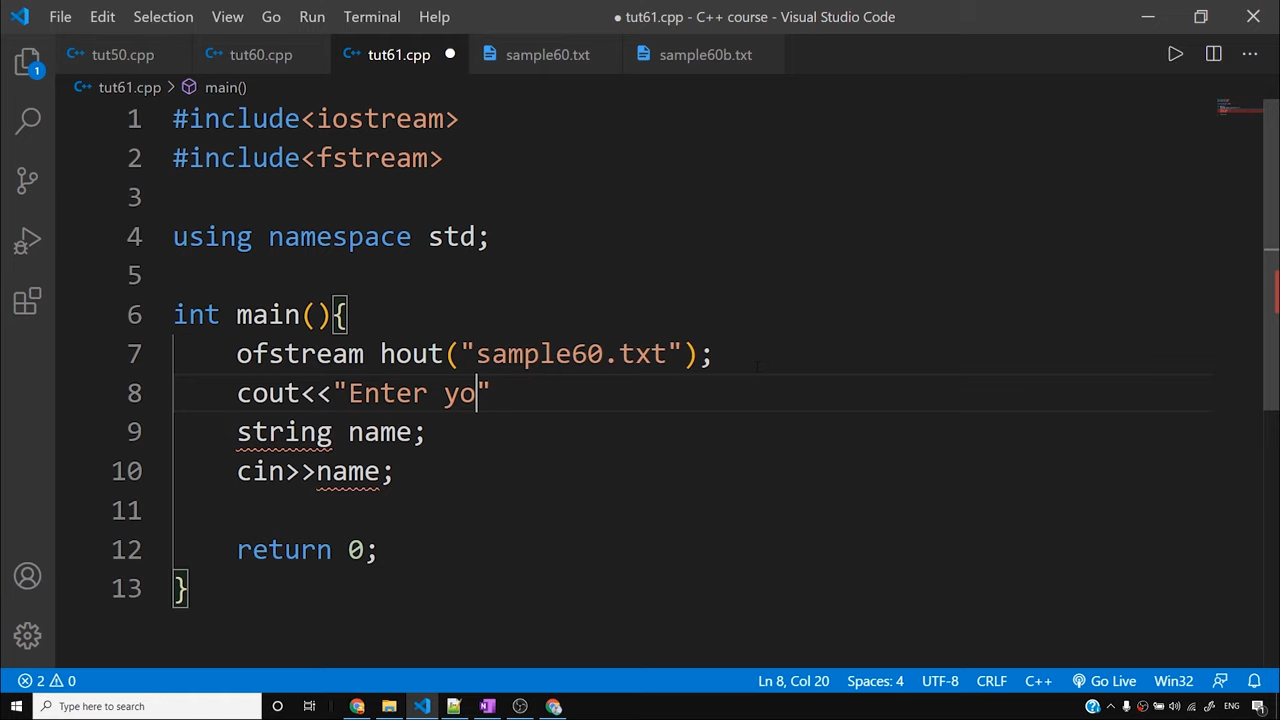 File Edit Selection View Go Run Terminal Help ● tut61.cpp - C++ course - Visual Studio Code
tut50.cpp tut60.cpp tut61.cpp sample60.txt sample60b.txt
tut61.cpp > main()
1 #include<iostream>
2 #include<fstream>
3
4 using namespace std;
5
6 int main(){
7 ofstream hout("sample60.txt");
8 cout<<"Enter yo"
9 string name;
10 cin>>name;
11
12 return 0;
13 }
1
2 0 Ln 8, Col 20 Spaces: 4 UTF-8 CRLF C++ Go Live Win32
Type here to search ENG